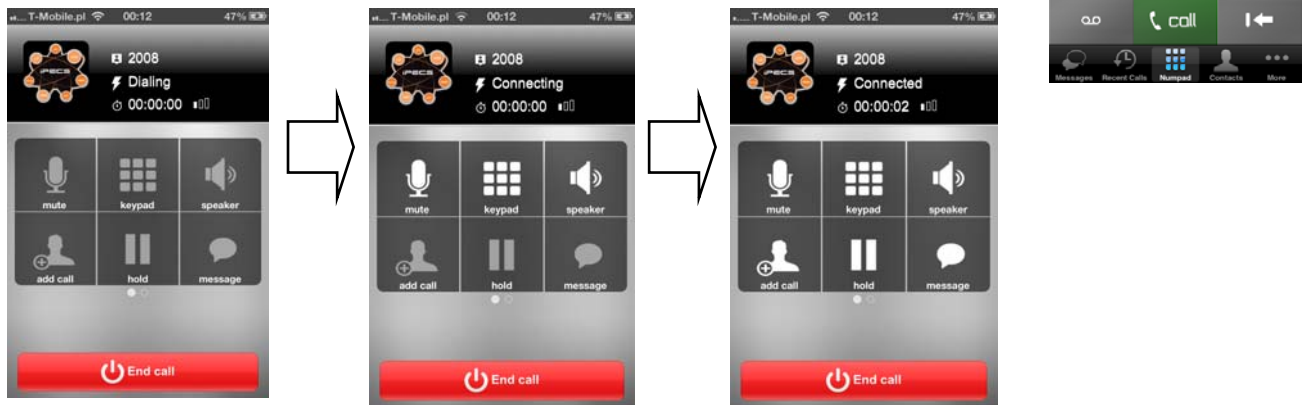 T-Mobile.pl 00:12 47%
iPECS
2008
Dialing
00:00:00
mute keypad speaker
add call hold message
End call
T-Mobile.pl 00:12 47%
iPECS
2008
Connecting
00:00:00
mute keypad speaker
add call hold message
End call
T-Mobile.pl 00:12 47%
iPECS
2008
Connected
00:00:02
mute keypad speaker
add call hold message
End call
call
Messages Recent Calls Numpad Contacts More